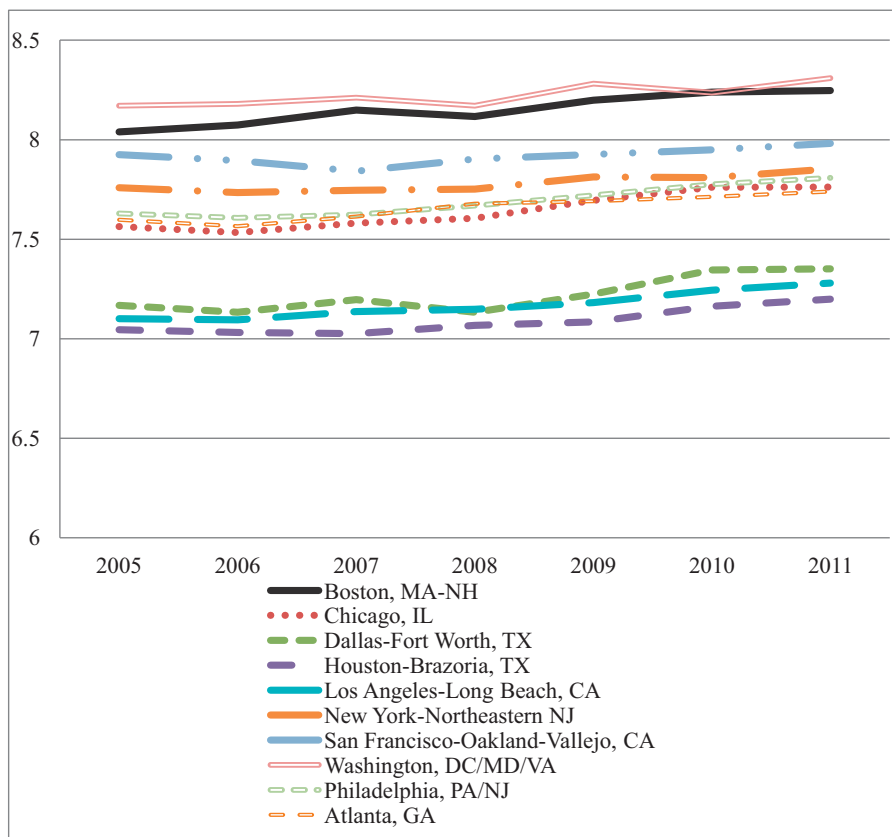 8.5
8
7.5
7
6.5
6
2005 2006 2007 2008 2009 2010 2011
Boston, MA-NH
Chicago, IL
Dallas-Fort Worth, TX
Houston-Brazoria, TX
Los Angeles-Long Beach, CA
New York-Northeastern NJ
San Francisco-Oakland-Vallejo, CA
Washington, DC/MD/VA
Philadelphia, PA/NJ
Atlanta, GA